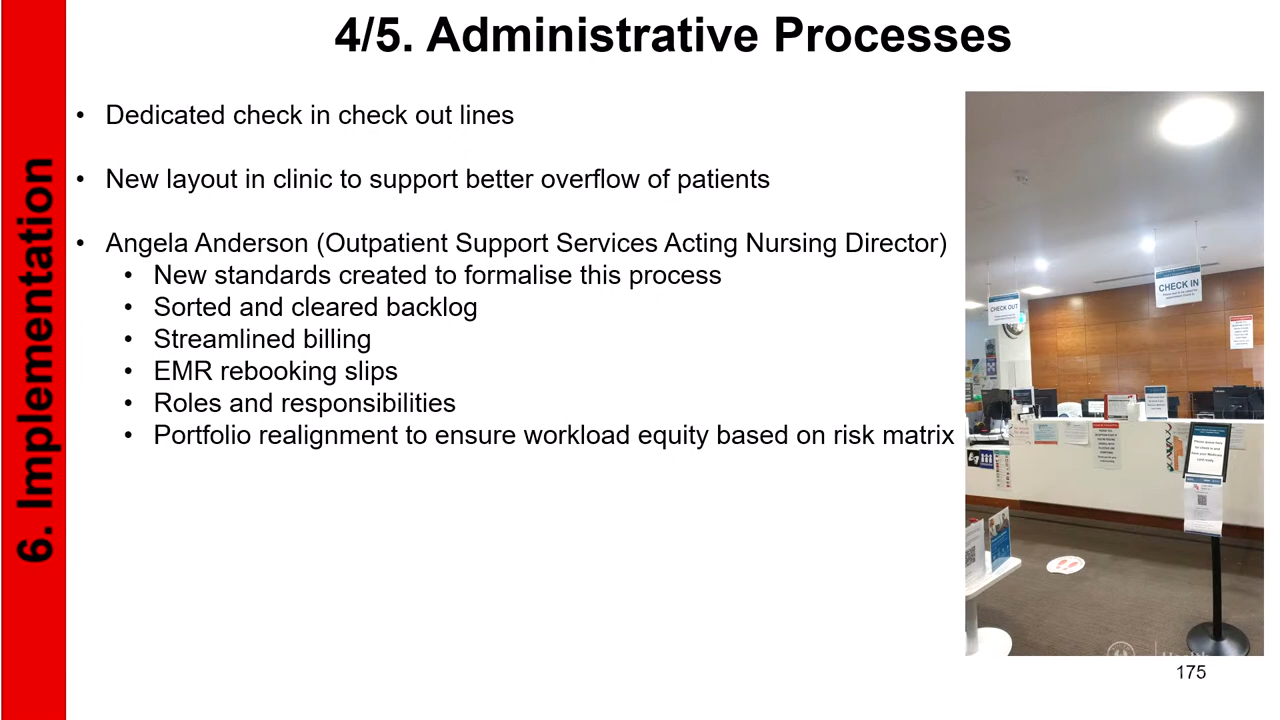 4/5. Administrative Processes
6. Implementation
• Dedicated check in check out lines
• New layout in clinic to support better overflow of patients
• Angela Anderson (Outpatient Support Services Acting Nursing Director)
• New standards created to formalise this process
• Sorted and cleared backlog
• Streamlined billing
• EMR rebooking slips
• Roles and responsibilities
• Portfolio realignment to ensure workload equity based on risk matrix
CHECK OUT
CHECK IN
Health
175